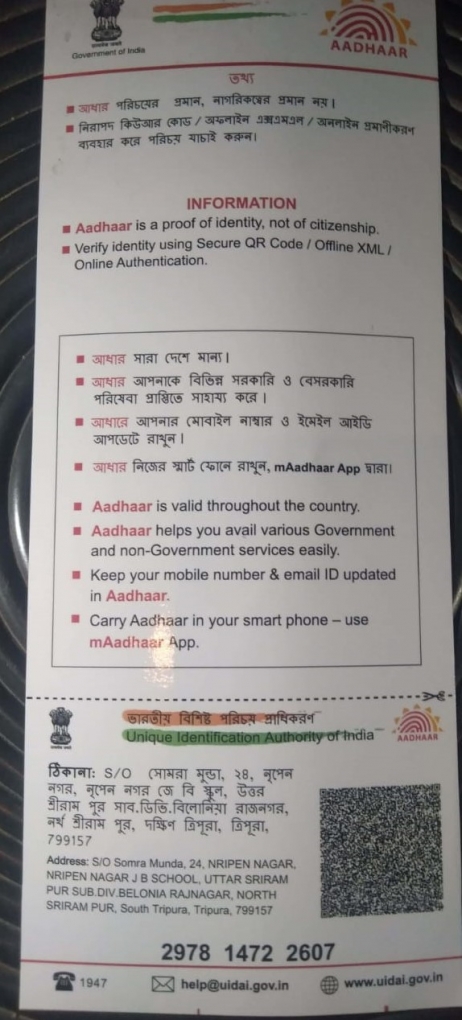 Government of India
AADHAAR
তথ্য
আধার পরিচয়ের প্রমান, নাগরিকত্বের প্রমান নয়।
নিরাপদ কিউআর কোড / অফলাইন এক্সএমএল / অনলাইন প্রমাণীকরণ
ব্যবহার করে পরিচয় যাচাই করুন।
INFORMATION
Aadhaar is a proof of identity, not of citizenship.
Verify identity using Secure QR Code / Offline XML /
Online Authentication.
আধার সারা দেশে মান্য।
আধার আপনাকে বিভিন্ন সরকারি ও বেসরকারি
পরিষেবা প্রাপ্তিতে সাহায্য করে।
আধারে আপনার মোবাইল নাম্বার ও ইমেইল আইডি
আপডেট রাখুন।
আধার নিজের স্মার্ট ফোনে রাখুন, mAadhaar App দ্বারা।
Aadhaar is valid throughout the country.
Aadhaar helps you avail various Government
and non-Government services easily.
Keep your mobile number & email ID updated
in Aadhaar.
Carry Aadhaar in your smart phone – use
mAadhaar App.
ভারতীয় বিশিষ্ট পরিচয় প্রাধিকরণ
Unique Identification Authority of India
AADHAAR
ঠিকানা: S/O সোমরা মুন্ডা, ২৪, নৃপেন
নগর, নৃপেন নগর জে বি স্কুল, উত্তর
শ্রীরাম পুর সাব.ডিভি.বিলোনিয়া রাজনগর,
নর্থ শ্রীরাম পুর, দক্ষিণ ত্রিপুরা, ত্রিপুরা,
799157
Address: S/O Somra Munda, 24, NRIPEN NAGAR,
NRIPEN NAGAR J B SCHOOL, UTTAR SRIRAM
PUR SUB.DIV.BELONIA RAJNAGAR, NORTH
SRIRAM PUR, South Tripura, Tripura, 799157
2978 1472 2607
1947 help@uidai.gov.in www.uidai.gov.in